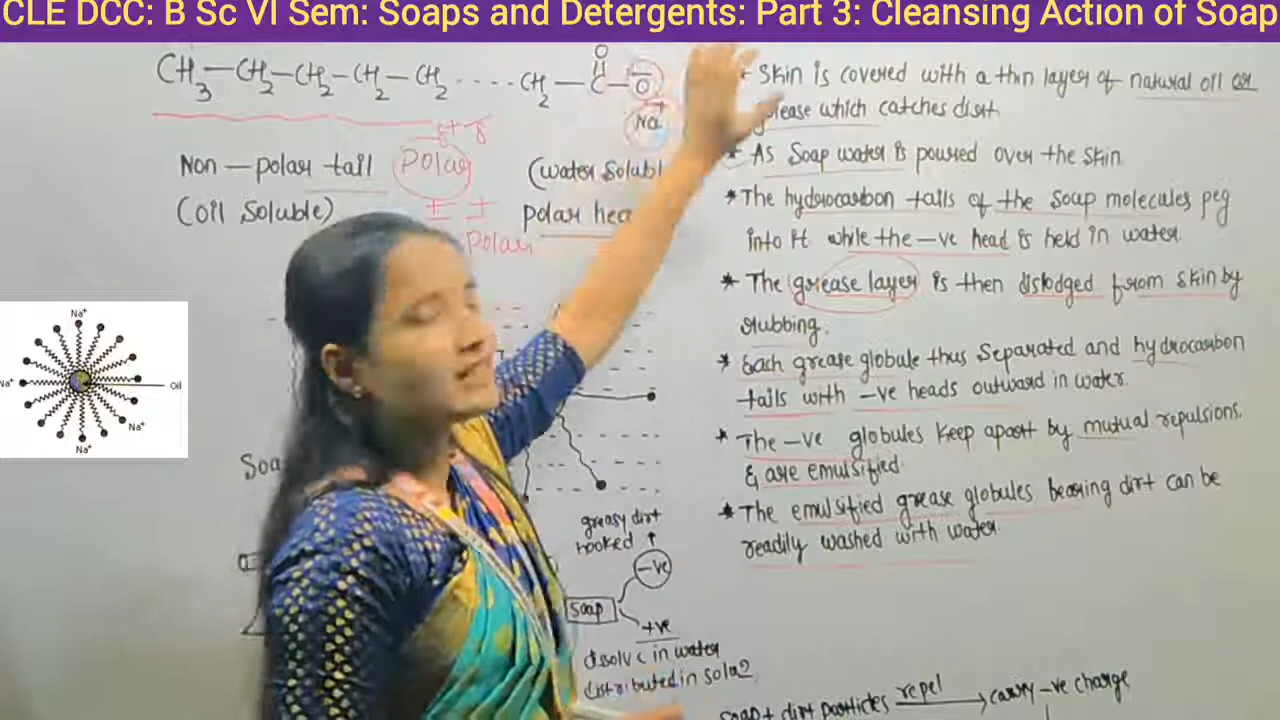 CLE DCC: B Sc VI Sem: Soaps and Detergents: Part 3: Cleansing Action of Soap
CH3—CH2—CH2—CH2—CH2 ····· CH2—C—O
O
Na+
δ+ δ
Non-polar tail
Polar
(water Solubl
(Oil Soluble)
± ±
polar hea
Polar
* Skin is covered with a thin layer of natural oil or
grease which catches dirt
* As Soap water is poured over the skin
* The hydrocarbon tails of the Soap molecules peg
into it while the -ve head is held in water
* The grease layer is then dislodged from skin by
rubbing.
* Each grease globule thus Separated and hydrocarbon
tails with -ve heads outward in water.
* The -ve globules keep apart by mutual repulsions.
& are emulsified.
* The emulsified grease globules bearing dirt can be
readily washed with water
Na+
Na+
Oil
Na+
Na+
Soa
greasy dirt
hooked ↑
-ve
Soap
+ve
disolve in water
distributed in sola2
soap + dirt particles repel → carry -ve charge